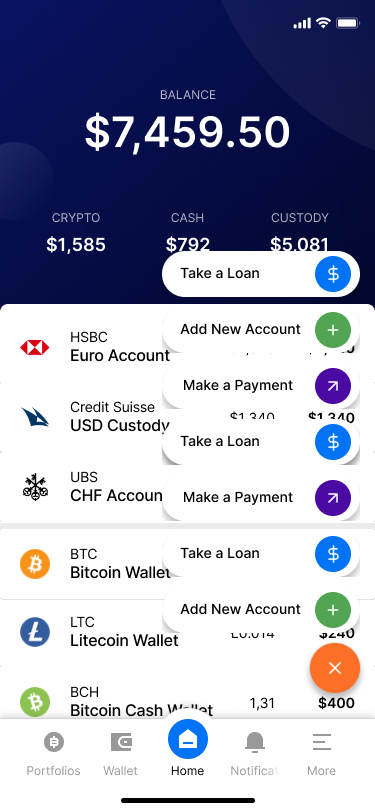 BALANCE
$7,459.50
CRYPTO CASH CUSTODY
$1,585 $792 $5,081
Take a Loan
HSBC
Add New Account
Euro Account
Make a Payment
Credit Suisse
$1,340 $1,340
USD Custody
Take a Loan
UBS
CHF Accoun
Make a Payment
BTC
Take a Loan
Bitcoin Wallet
Add New Account
LTC
Ł0.014 $240
Litecoin Wallet
BCH
1,31 $400
Bitcoin Cash Wallet
Portfolios Wallet Home Notificat More